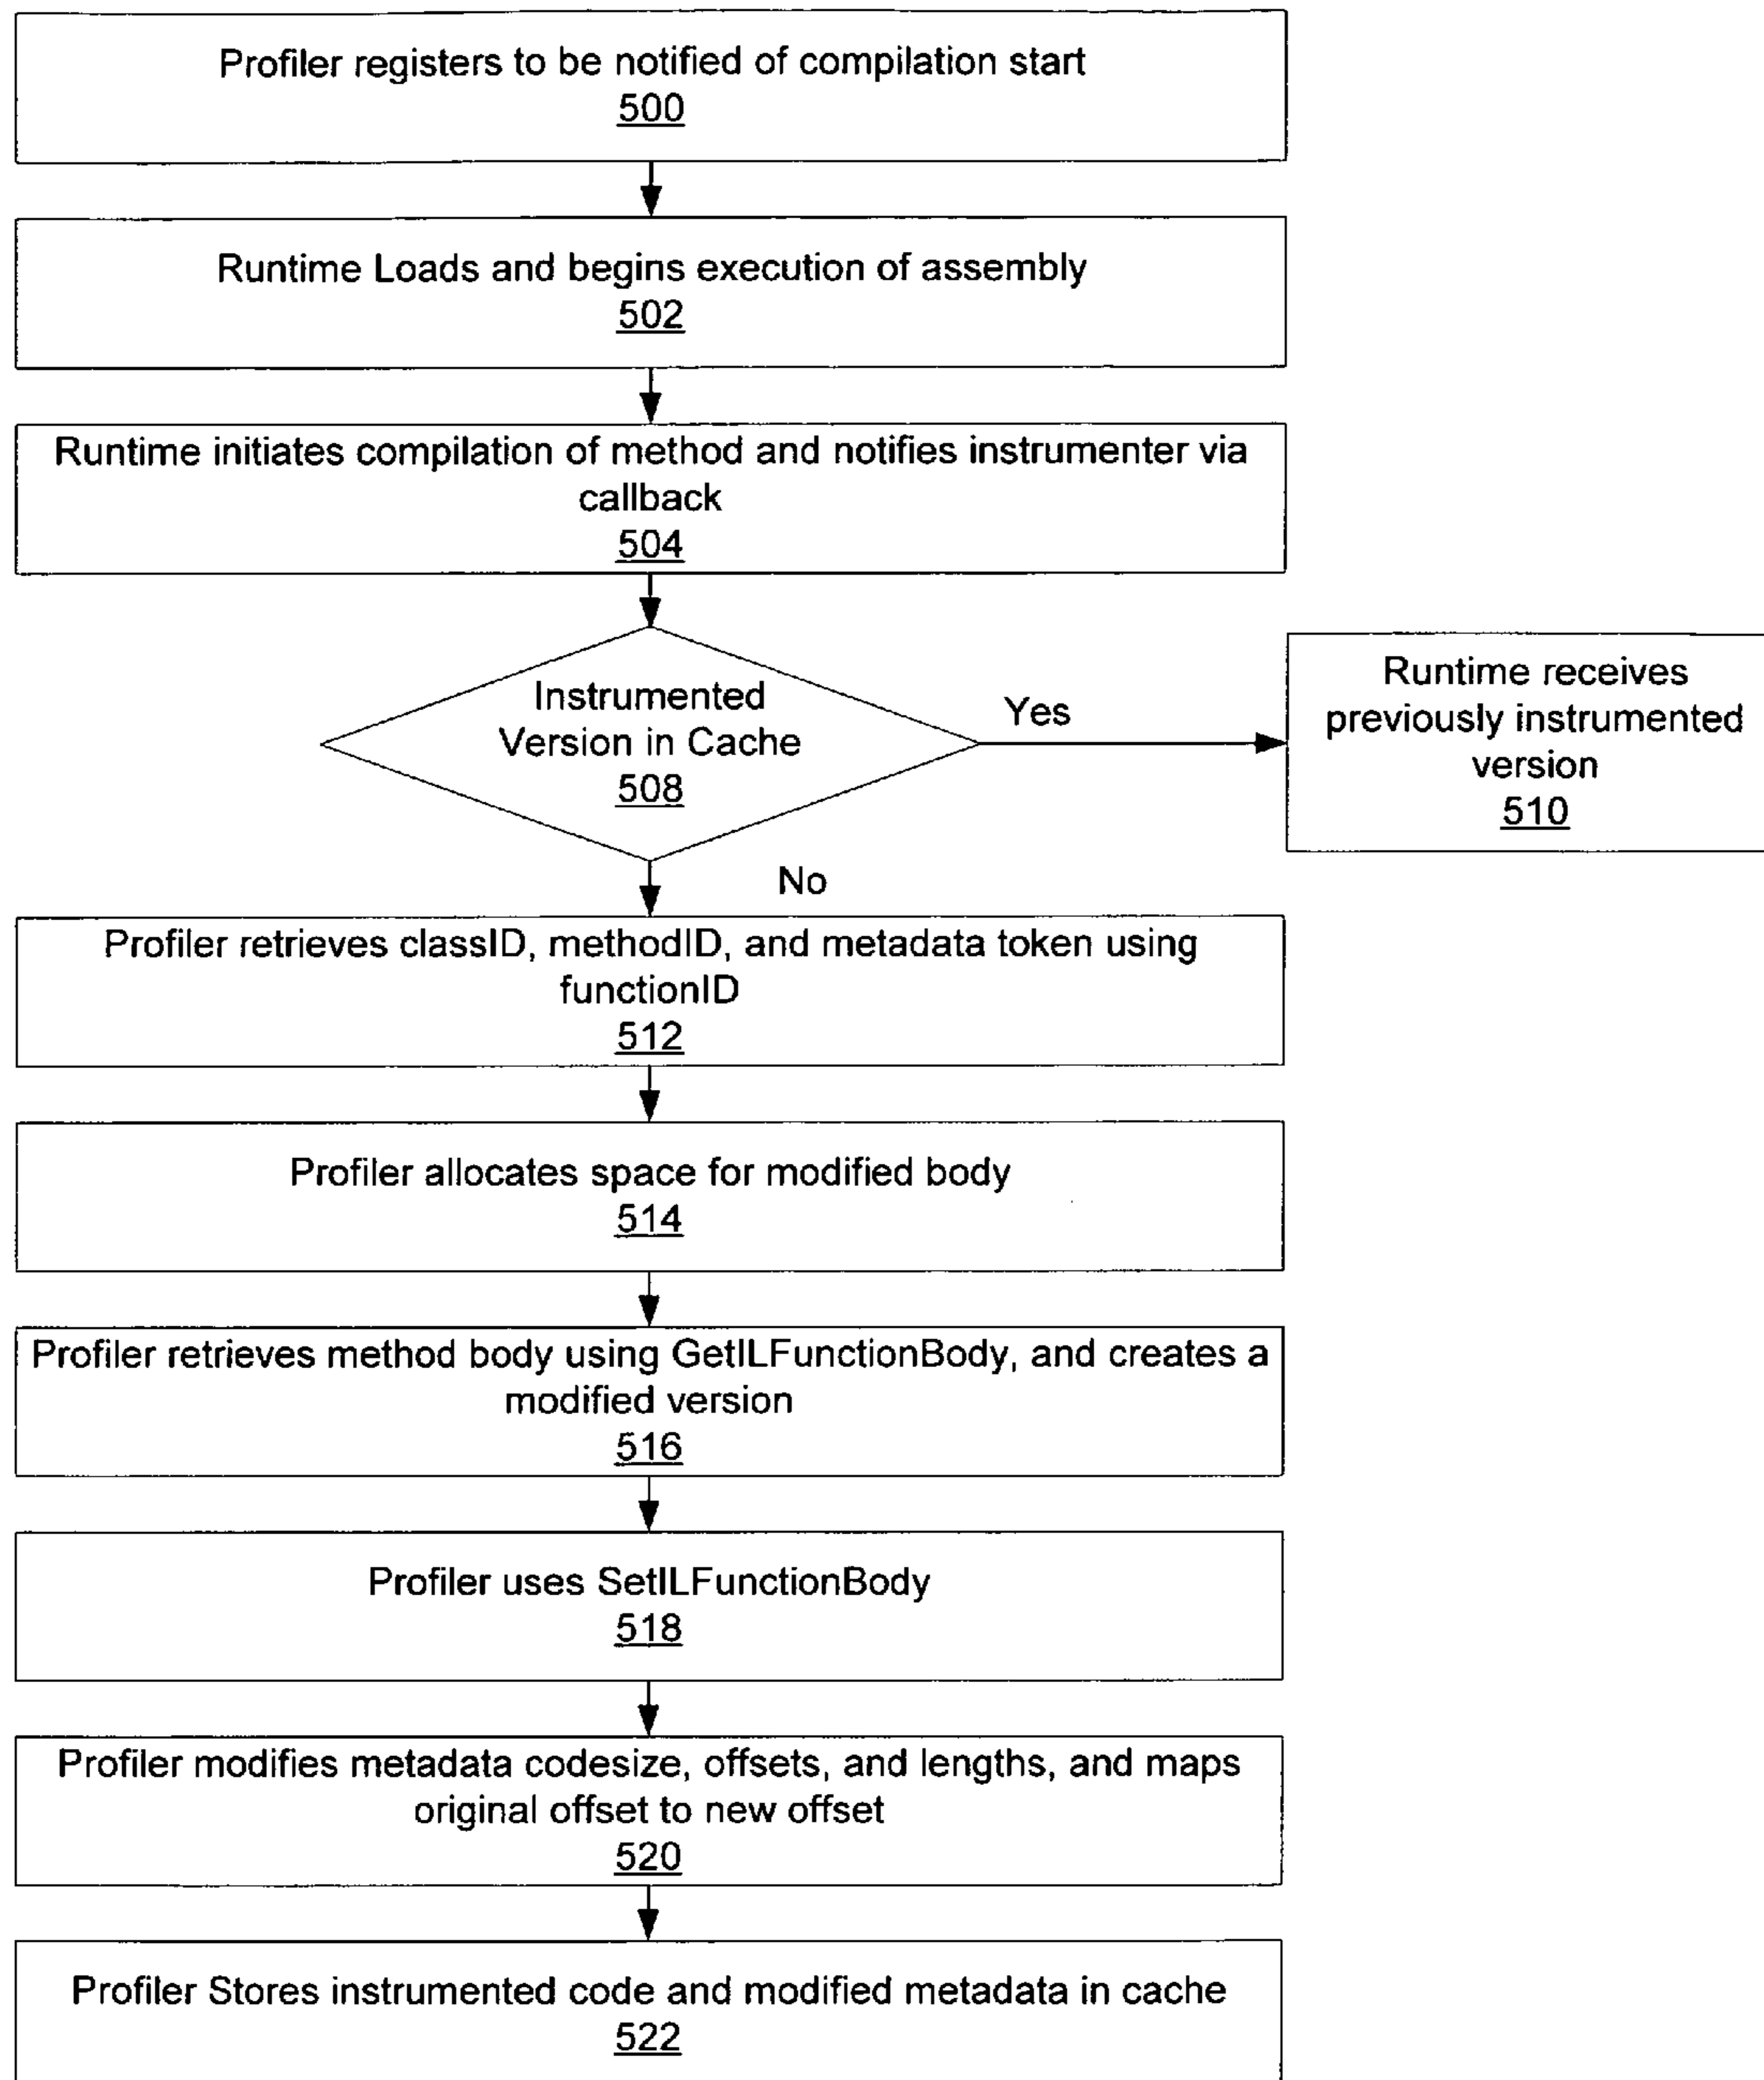 Profiler registers to be notified of compilation start
500
Runtime Loads and begins execution of assembly
502
Runtime initiates compilation of method and notifies instrumenter via
callback
504
Instrumented
Version in Cache
508
Yes
Runtime receives
previously instrumented
version
510
No
Profiler retrieves classID, methodID, and metadata token using
functionID
512
Profiler allocates space for modified body
514
Profiler retrieves method body using GetILFunctionBody, and creates a
modified version
516
Profiler uses SetILFunctionBody
518
Profiler modifies metadata codesize, offsets, and lengths, and maps
original offset to new offset
520
Profiler Stores instrumented code and modified metadata in cache
522